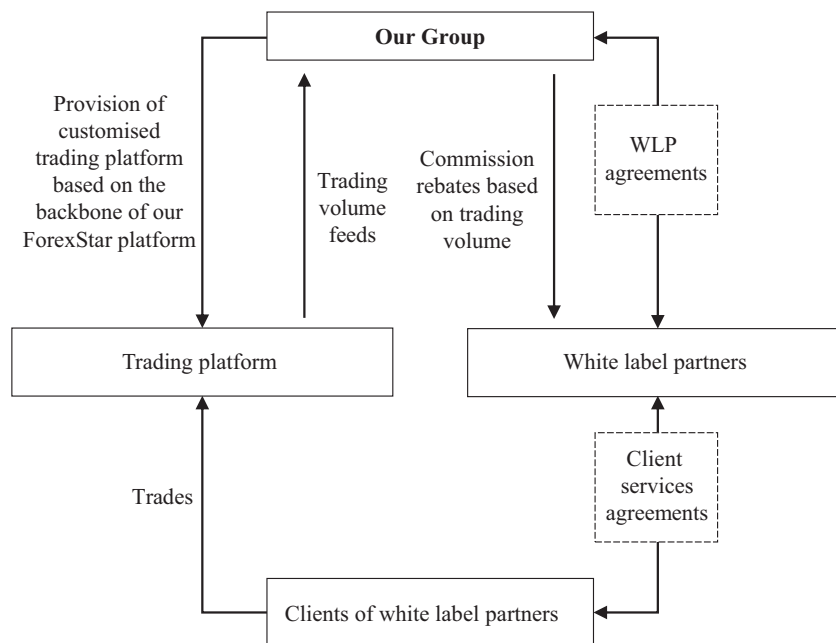 Our Group
Provision of
customised
trading platform
based on the
backbone of our
ForexStar platform
Trading
volume
feeds
Commission
rebates based
on trading
volume
WLP
agreements
Trading platform
White label partners
Trades
Client
services
agreements
Clients of white label partners